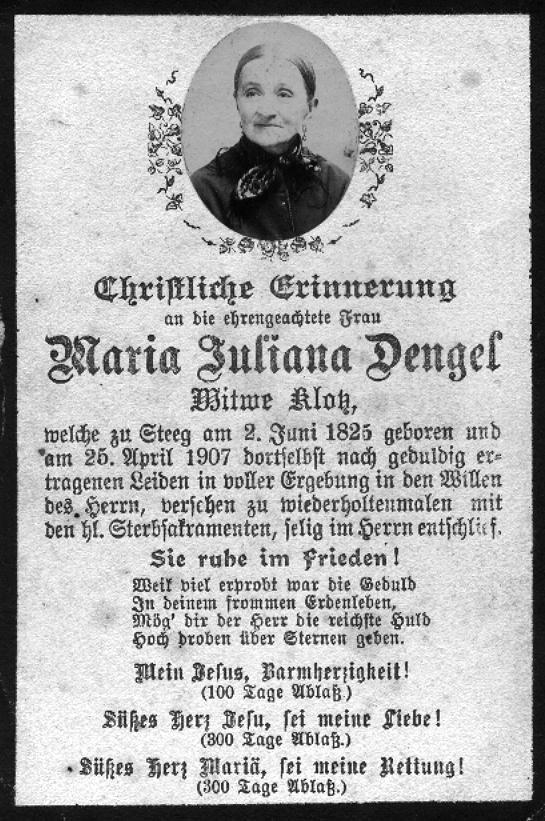 Christliche Erinnerung
an die ehrengeachtete Frau
Maria Juliana Dengel
Witwe Klotz,
welche zu Steeg am 2. Juni 1825 geboren und
am 25. April 1907 dortselbst nach geduldig er-
tragenen Leiden in voller Ergebung in den Willen
des Herrn, versehen zu wiederholtenmalen mit
den hl. Sterbsakramenten, selig im Herrn entschlief.
Sie ruhe im Frieden!
Weil viel erprobt war die Geduld
In deinem frommen Erdenleben,
Mög' dir der Herr die reichste Huld
Hoch droben über Sternen geben.
Mein Jesus, Barmherzigkeit!
(100 Tage Ablaß.)
Süßes Herz Jesu, sei meine Liebe!
(300 Tage Ablaß.)
Süßes Herz Mariä, sei meine Rettung!
(300 Tage Ablaß.)